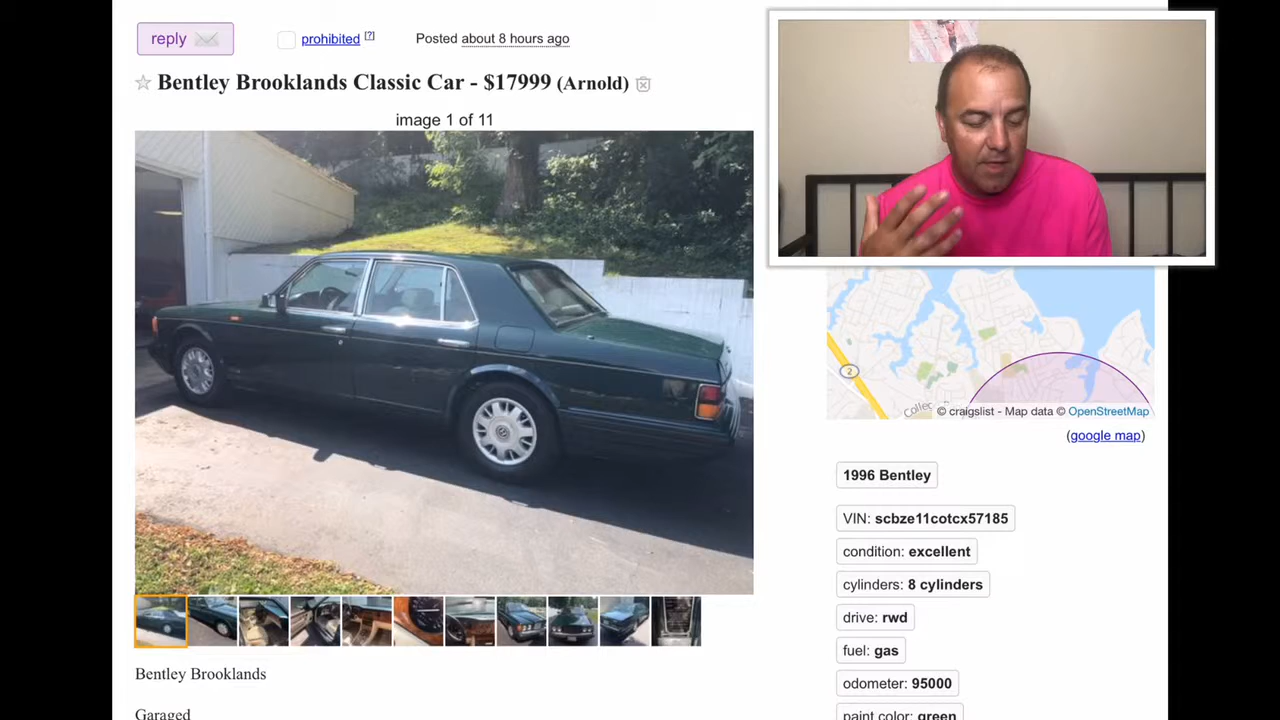 reply
prohibited [?]
Posted about 8 hours ago
Bentley Brooklands Classic Car - $17999 (Arnold)
image 1 of 11
2
© craigslist - Map data © OpenStreetMap
(google map)
1996 Bentley
VIN: scbze11cotcx57185
condition: excellent
cylinders: 8 cylinders
drive: rwd
fuel: gas
odometer: 95000
paint color: green
Bentley Brooklands
Garaged